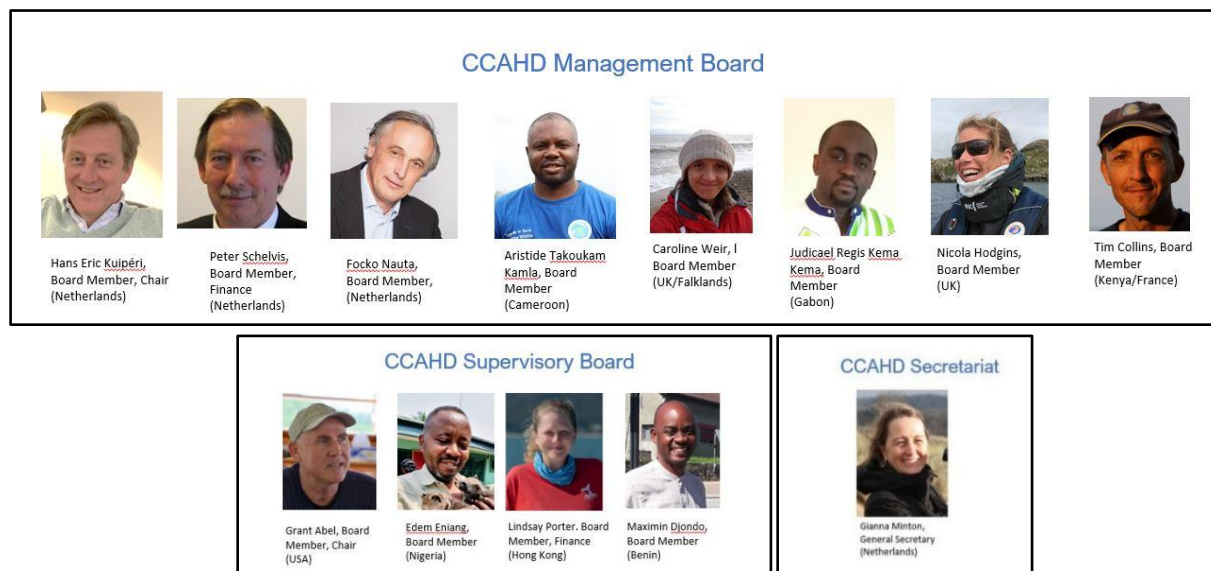 CCAHD Management Board
Hans Eric Kuipéri,
Board Member, Chair
(Netherlands)
Peter Schelvis,
Board Member,
Finance
(Netherlands)
Focko Nauta,
Board Member,
(Netherlands)
Aristide Takoukam
Kamla, Board
Member
(Cameroon)
Caroline Weir, l
Board Member
(UK/Falklands)
Judicael Regis Kema
Kema, Board
Member
(Gabon)
Nicola Hodgins,
Board Member
(UK)
Tim Collins, Board
Member
(Kenya/France)
CCAHD Supervisory Board
Grant Abel, Board
Member, Chair
(USA)
Edem Eniang,
Board Member
(Nigeria)
Lindsay Porter. Board
Member, Finance
(Hong Kong)
Maximin Djondo,
Board Member
(Benin)
CCAHD Secretariat
Gianna Minton,
General Secretary
(Netherlands)